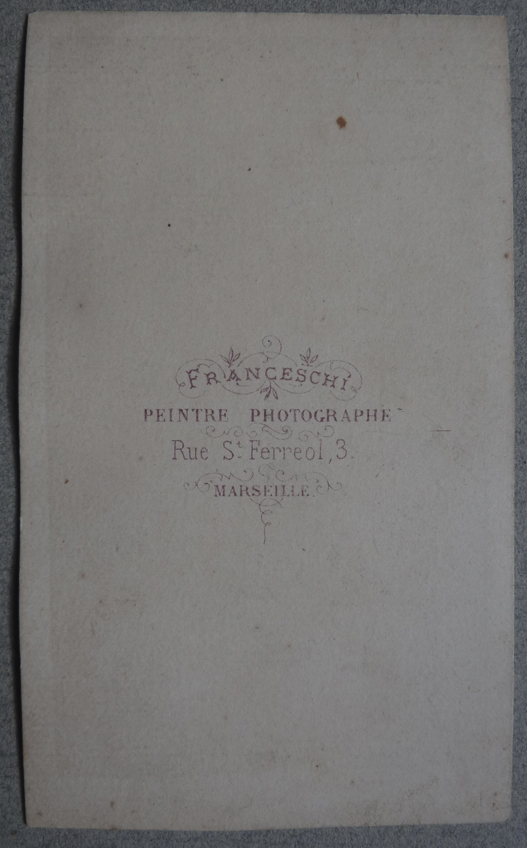 FRANCESCHI
PEINTRE PHOTOGRAPHE
Rue St. Ferreol, 3.
MARSEILLE.